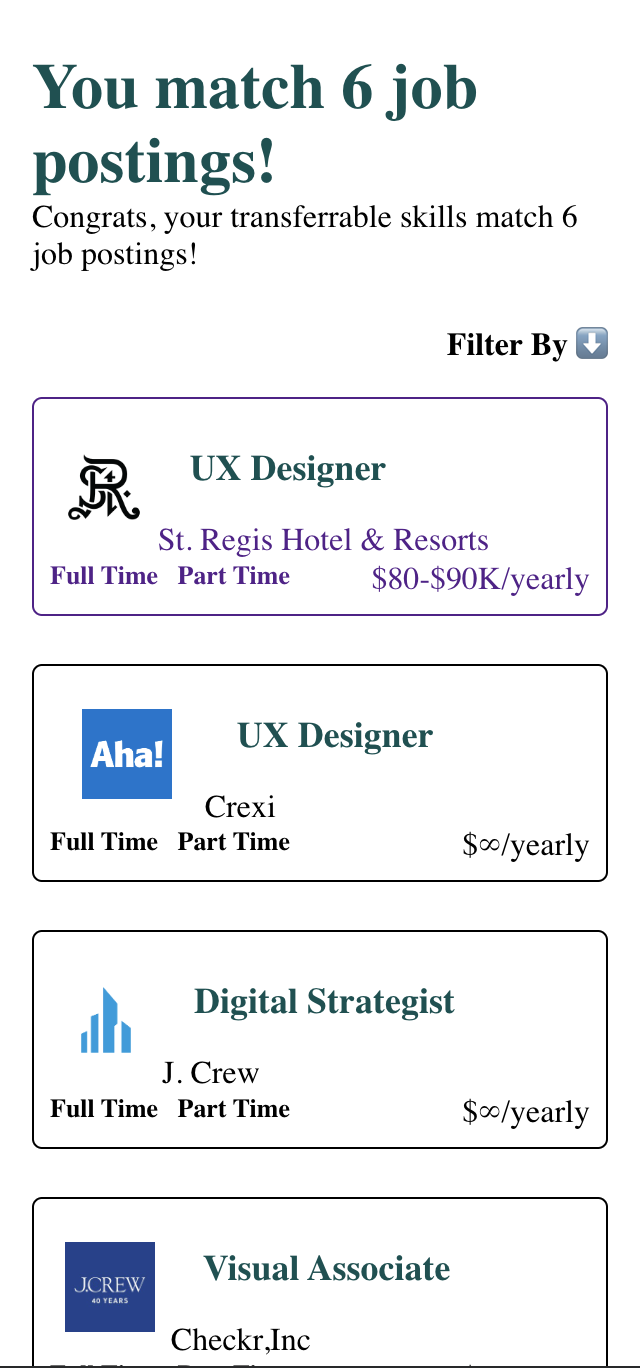 You match 6 job
postings!
Congrats, your transferrable skills match 6
job postings!
Filter By ⬇️
UX Designer
St. Regis Hotel & Resorts
Full Time Part Time $80-$90K/yearly
Aha!
UX Designer
Crexi
Full Time Part Time $∞/yearly
Digital Strategist
J. Crew
Full Time Part Time $∞/yearly
J.CREW
40 YEARS
Visual Associate
Checkr,Inc